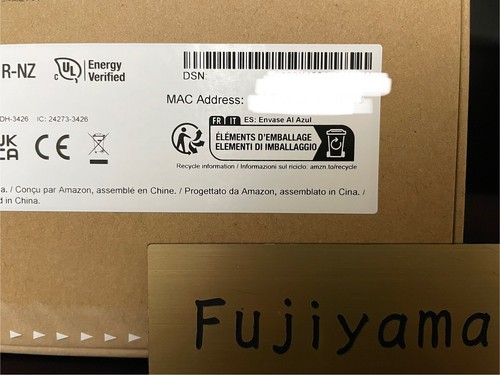 R-NZ
UL
Energy
Verified
DSN:
MAC Address:
DH-3426 IC: 24273-3426
UK
CA
CE
FR IT ES: Envase Al Azul
ÉLÉMENTS D'EMBALLAGE
ELEMENTI DI IMBALLAGGIO
Recycle information / Informazioni sul riciclo: amzn.to/recycle
a. / Conçu par Amazon, assemblé en Chine. / Progettato da Amazon, assemblato in Cina. /
d in China.
Fujiyama